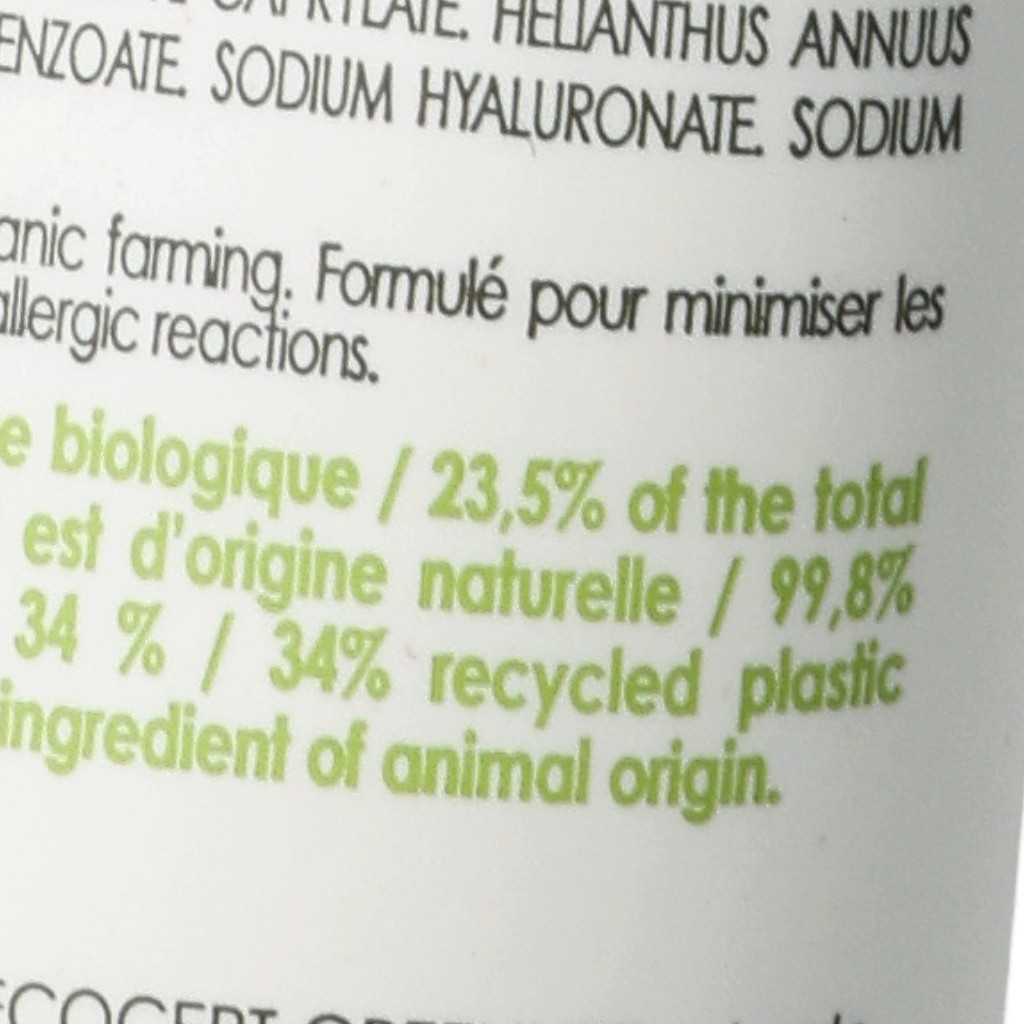 CAPRYLATE. HELIANTHUS ANNUUS
ENZOATE. SODIUM HYALURONATE. SODIUM
anic farming. Formulé pour minimiser les
allergic reactions.
e biologique / 23,5% of the total
est d'origine naturelle / 99,8%
34 % / 34% recycled plastic
ingredient of animal origin.
ECOCERT